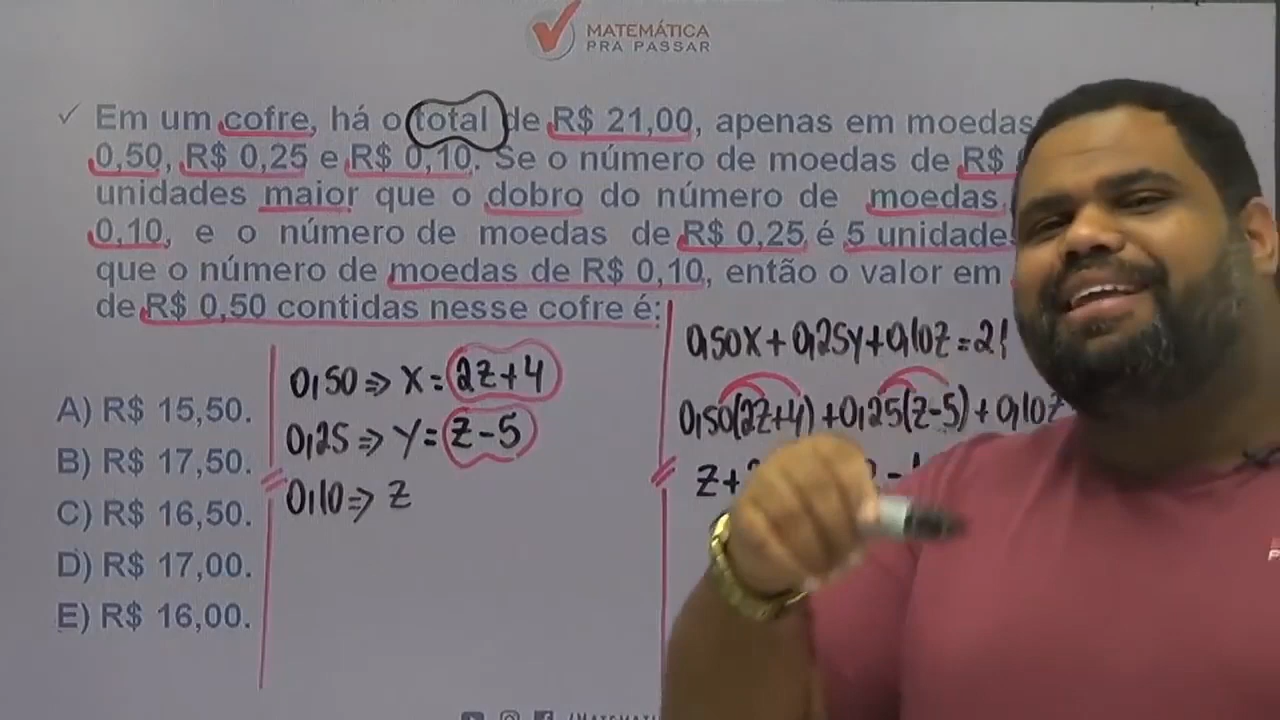 MATEMÁTICA
PRA PASSAR
✓ Em um cofre, há o total de R$ 21,00, apenas em moedas
0,50, R$ 0,25 e R$ 0,10. Se o número de moedas de R$
unidades maior que o dobro do número de moedas
0,10, e o número de moedas de R$ 0,25 é 5 unidades
que o número de moedas de R$ 0,10, então o valor em
de R$ 0,50 contidas nesse cofre é:
A) R$ 15,50.
B) R$ 17,50.
C) R$ 16,50.
D) R$ 17,00.
E) R$ 16,00.
0,50 => X = 2Z+4
0,25 => Y = Z-5
0,10 => Z
0,50X + 0,25Y + 0,10Z = 21
0,50(2Z+4) + 0,25(Z-5) + 0,10Z
Z+